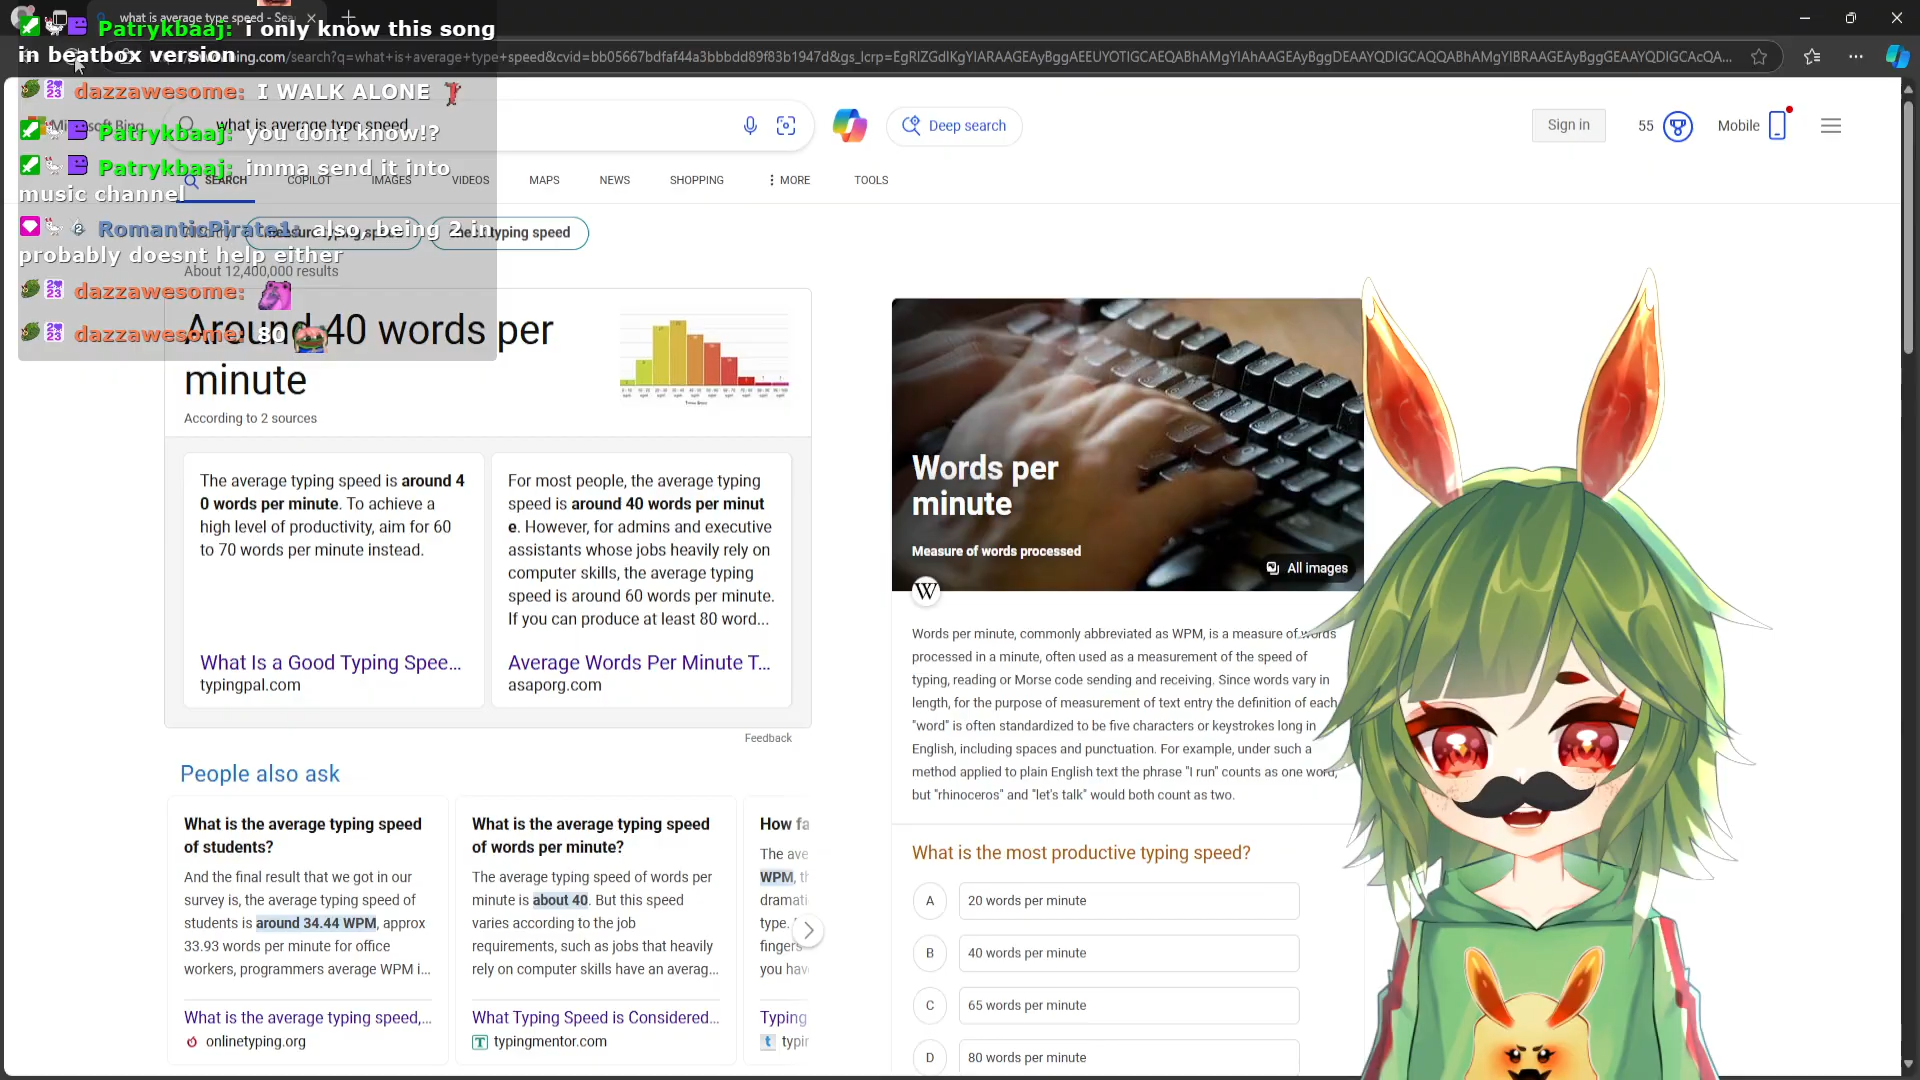 what is average type speed - Sea
Patrykbaaj: i only know this song
in beatbox version
bing.com/search?q=what+is+average+type+speed&cvid=bb05667bdfaf44a3bbbdd89f83b1947d&gs_lcrp=EgRlZGdlKgYIARAAGEAyBggAEEUYOTIGCAEQABhAMgYIAhAAGEAyBggDEAAYQDIGCAQQABhAMgYIBRAAGEAyBggGEAAYQDIGCAcQA...
dazzawesome: I WALK ALONE
Microsoft Bing
what is average type speed
Deep search
Sign in
55
Mobile
Patrykbaaj: you dont know!?
Patrykbaaj: imma send it into
music channel
SEARCH
COPILOT
IMAGES
VIDEOS
MAPS
NEWS
SHOPPING
MORE
TOOLS
RomanticPirate1: also, being 2 in
probably doesnt help either
typing speed
About 12,400,000 results
dazzawesome:
dazzawesome: 80
Around 40 words per
minute
According to 2 sources
The average typing speed is around 4
0 words per minute. To achieve a
high level of productivity, aim for 60
to 70 words per minute instead.
What Is a Good Typing Spee...
typingpal.com
For most people, the average typing
speed is around 40 words per minut
e. However, for admins and executive
assistants whose jobs heavily rely on
computer skills, the average typing
speed is around 60 words per minute.
If you can produce at least 80 word...
Average Words Per Minute T...
asaporg.com
Feedback
People also ask
What is the average typing speed
of students?
And the final result that we got in our
survey is, the average typing speed of
students is around 34.44 WPM, approx
33.93 words per minute for office
workers, programmers average WPM i...
What is the average typing speed,...
onlinetyping.org
What is the average typing speed
of words per minute?
The average typing speed of words per
minute is about 40. But this speed
varies according to the job
requirements, such as jobs that heavily
rely on computer skills have an averag...
What Typing Speed is Considered...
T typingmentor.com
How fa
The ave
WPM, th
dramati
type.
fingers
you hav
Typing
t typin
Words per
minute
Measure of words processed
All images
W
Words per minute, commonly abbreviated as WPM, is a measure of words
processed in a minute, often used as a measurement of the speed of
typing, reading or Morse code sending and receiving. Since words vary in
length, for the purpose of measurement of text entry the definition of each
"word" is often standardized to be five characters or keystrokes long in
English, including spaces and punctuation. For example, under such a
method applied to plain English text the phrase "I run" counts as one word,
but "rhinoceros" and "let's talk" would both count as two.
What is the most productive typing speed?
A 20 words per minute
B 40 words per minute
C 65 words per minute
D 80 words per minute